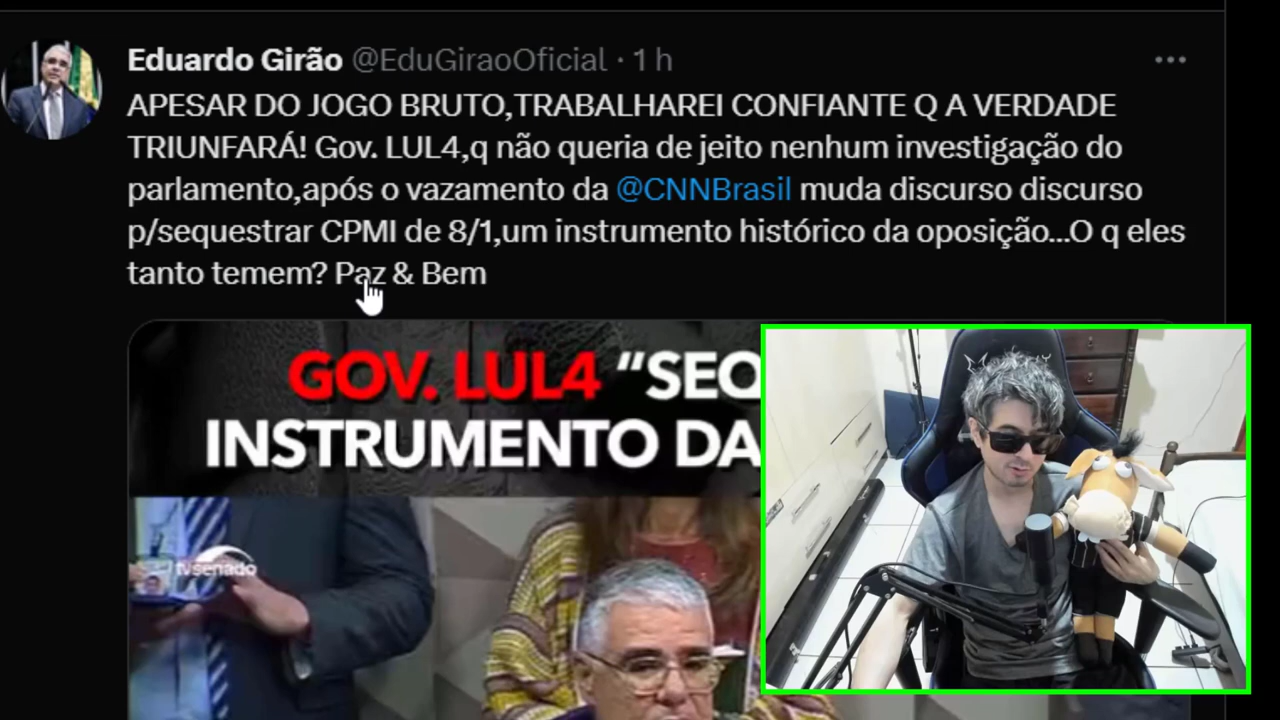 Eduardo Girão @EduGiraoOficial · 1 h
APESAR DO JOGO BRUTO,TRABALHAREI CONFIANTE Q A VERDADE
TRIUNFARÁ! Gov. LUL4,q não queria de jeito nenhum investigação do
parlamento,após o vazamento da @CNNBrasil muda discurso discurso
p/sequestrar CPMI de 8/1,um instrumento histórico da oposição...O q eles
tanto temem? Paz & Bem
GOV. LUL4 “SEQ
INSTRUMENTO DA
tvsenado